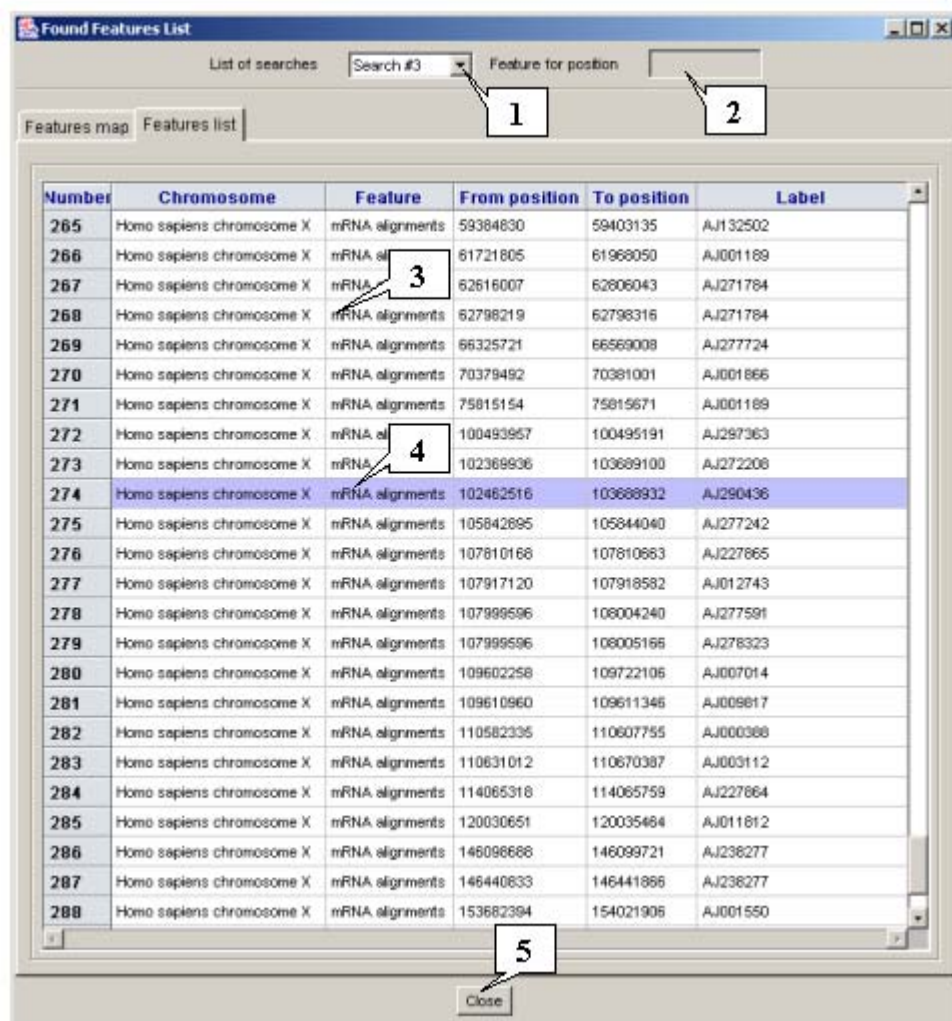 Found Features List
List of searches Search #3 Feature for position
1 2
Features map Features list
Number Chromosome Feature From position To position Label
265 Homo sapiens chromosome X mRNA alignments 59384830 59403135 AJ132502
266 Homo sapiens chromosome X mRNA al 61721805 61968050 AJ001189
3
267 Homo sapiens chromosome X mRNA 62616007 62806043 AJ271784
268 Homo sapiens chromosome X mRNA alignments 62798219 62798316 AJ271784
269 Homo sapiens chromosome X mRNA alignments 66325721 66569008 AJ277724
270 Homo sapiens chromosome X mRNA alignments 70379492 70381001 AJ001866
271 Homo sapiens chromosome X mRNA alignments 75815154 75815671 AJ001189
272 Homo sapiens chromosome X mRNA al 100493957 100495191 AJ297363
4
273 Homo sapiens chromosome X mRNA 102369936 103689100 AJ272208
274 Homo sapiens chromosome X mRNA alignments 102462516 103688932 AJ290436
275 Homo sapiens chromosome X mRNA alignments 105842895 105844040 AJ277242
276 Homo sapiens chromosome X mRNA alignments 107810168 107810663 AJ227865
277 Homo sapiens chromosome X mRNA alignments 107917120 107918582 AJ012743
278 Homo sapiens chromosome X mRNA alignments 107999596 108004240 AJ277591
279 Homo sapiens chromosome X mRNA alignments 107999596 108005166 AJ278323
280 Homo sapiens chromosome X mRNA alignments 109602258 109722106 AJ007014
281 Homo sapiens chromosome X mRNA alignments 109610960 109611346 AJ009817
282 Homo sapiens chromosome X mRNA alignments 110582335 110607755 AJ000388
283 Homo sapiens chromosome X mRNA alignments 110631012 110670387 AJ003112
284 Homo sapiens chromosome X mRNA alignments 114065318 114065759 AJ227864
285 Homo sapiens chromosome X mRNA alignments 120030651 120035464 AJ011812
286 Homo sapiens chromosome X mRNA alignments 146098688 146099721 AJ238277
287 Homo sapiens chromosome X mRNA alignments 146440833 146441866 AJ238277
288 Homo sapiens chromosome X mRNA alignments 153682394 154021906 AJ001550
5
Close